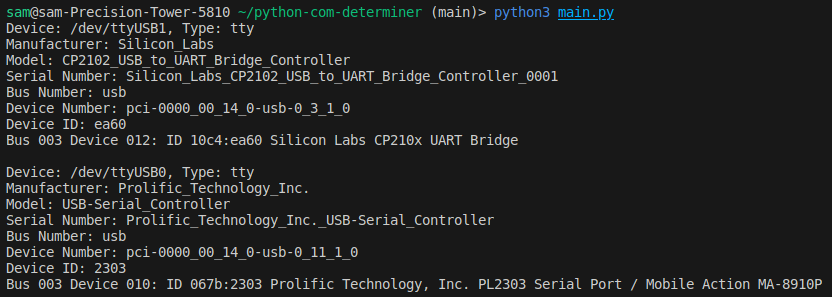 sam@sam-Precision-Tower-5810 ~/python-com-determiner (main)> python3 main.py
Device: /dev/ttyUSB1, Type: tty
Manufacturer: Silicon_Labs
Model: CP2102_USB_to_UART_Bridge_Controller
Serial Number: Silicon_Labs_CP2102_USB_to_UART_Bridge_Controller_0001
Bus Number: usb
Device Number: pci-0000_00_14_0-usb-0_3_1_0
Device ID: ea60
Bus 003 Device 012: ID 10c4:ea60 Silicon Labs CP210x UART Bridge
Device: /dev/ttyUSB0, Type: tty
Manufacturer: Prolific_Technology_Inc.
Model: USB-Serial_Controller
Serial Number: Prolific_Technology_Inc._USB-Serial_Controller
Bus Number: usb
Device Number: pci-0000_00_14_0-usb-0_11_1_0
Device ID: 2303
Bus 003 Device 010: ID 067b:2303 Prolific Technology, Inc. PL2303 Serial Port / Mobile Action MA-8910P